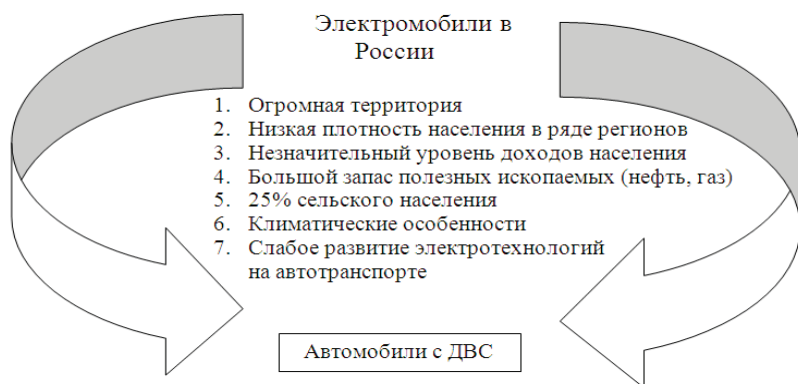 Электромобили в
России
1. Огромная территория
2. Низкая плотность населения в ряде регионов
3. Незначительный уровень доходов населения
4. Большой запас полезных ископаемых (нефть, газ)
5. 25% сельского населения
6. Климатические особенности
7. Слабое развитие электротехнологий
на автотранспорте
Автомобили с ДВС